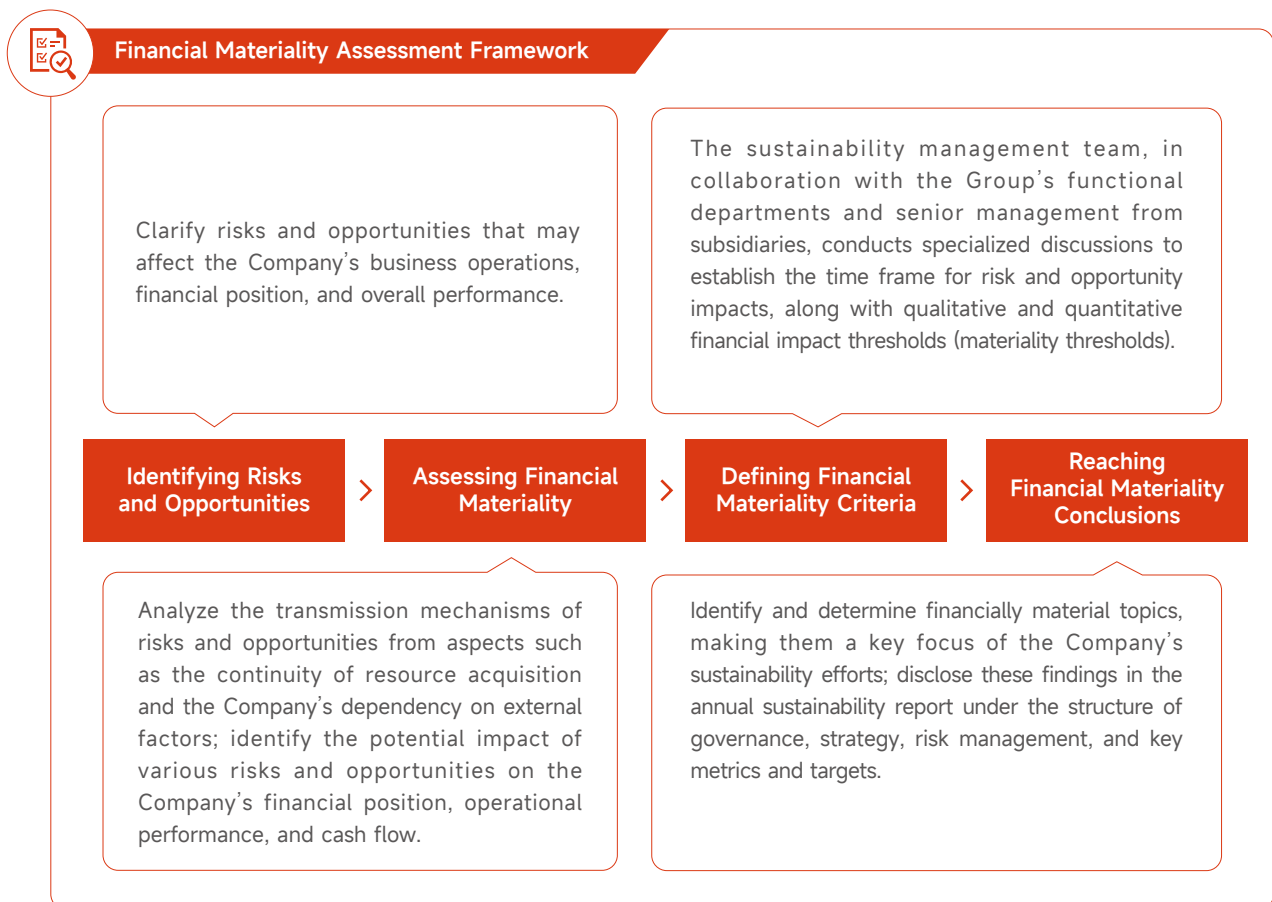 Financial Materiality Assessment Framework
Clarify risks and opportunities that may
affect the Company's business operations,
financial position, and overall performance.
The sustainability management team, in
collaboration with the Group's functional
departments and senior management from
subsidiaries, conducts specialized discussions to
establish the time frame for risk and opportunity
impacts, along with qualitative and quantitative
financial impact thresholds (materiality thresholds).
Identifying Risks
and Opportunities
>
Assessing Financial
Materiality
>
Defining Financial
Materiality Criteria
>
Reaching
Financial Materiality
Conclusions
Analyze the transmission mechanisms of
risks and opportunities from aspects such
as the continuity of resource acquisition
and the Company's dependency on external
factors; identify the potential impact of
various risks and opportunities on the
Company's financial position, operational
performance, and cash flow.
Identify and determine financially material topics,
making them a key focus of the Company's
sustainability efforts; disclose these findings in the
annual sustainability report under the structure of
governance, strategy, risk management, and key
metrics and targets.